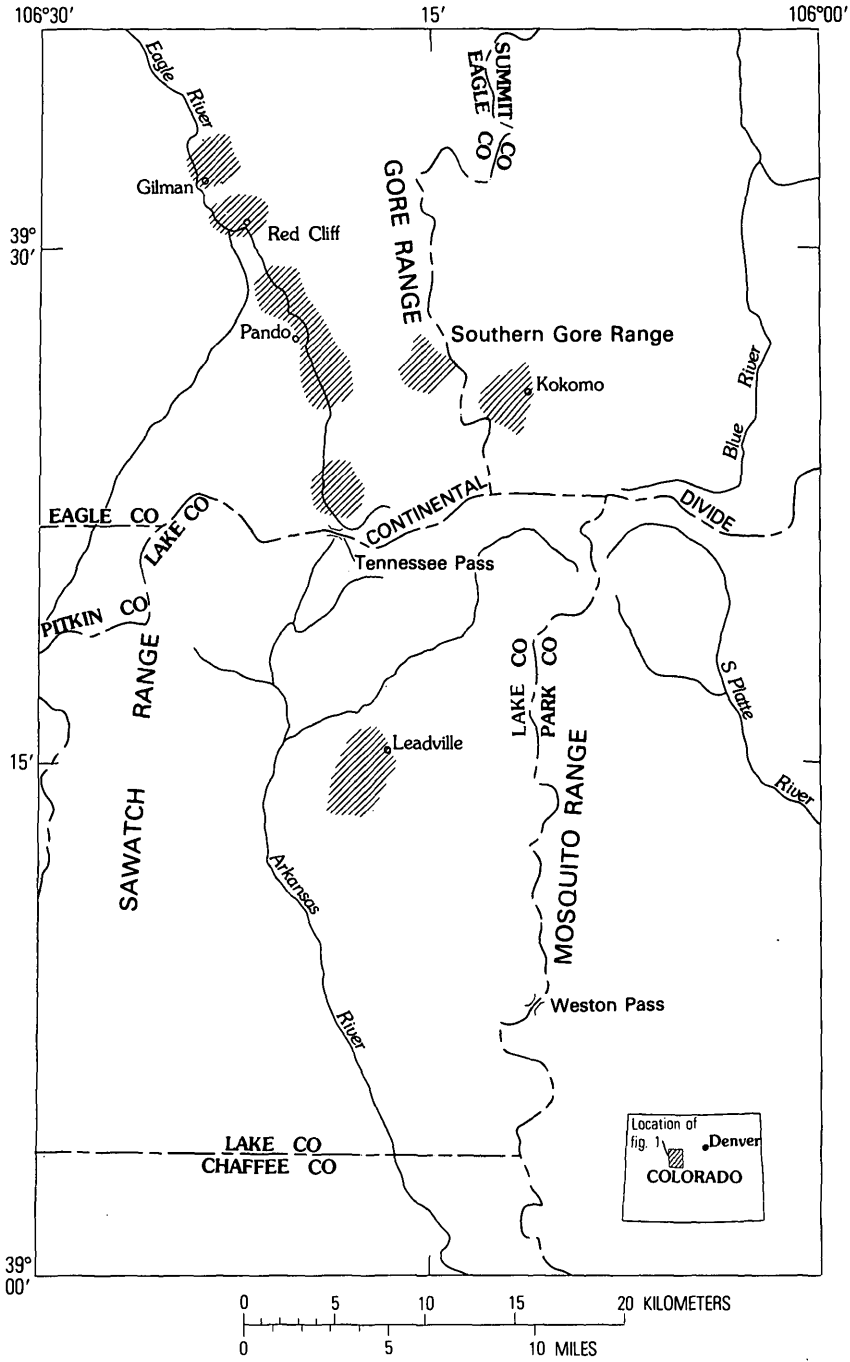 106°30'
15'
106°00'
Eagle River
SUMMIT CO
EAGLE CO
Gilman
GORE RANGE
Red Cliff
39°
30'
Pando
Southern Gore Range
Kokomo
Blue River
CONTINENTAL DIVIDE
EAGLE CO
LAKE CO
Tennessee Pass
PITKIN CO
SAWATCH RANGE
LAKE CO
PARK CO
S Platte River
15'
Leadville
MOSQUITO RANGE
Arkansas River
Weston Pass
Location of
fig. 1
Denver
COLORADO
LAKE CO
CHAFFEE CO
39°
00'
0 5 10 15 20 KILOMETERS
0 5 10 MILES